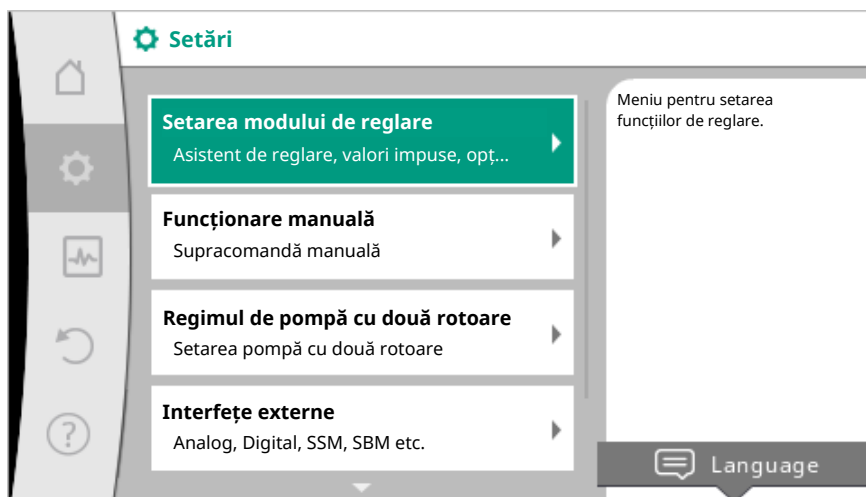 Setări
Setarea modului de reglare
Asistent de reglare, valori impuse, opț...
Funcționare manuală
Supracomandă manuală
Regimul de pompă cu două rotoare
Setarea pompă cu două rotoare
Interfețe externe
Analog, Digital, SSM, SBM etc.
Meniu pentru setarea
funcțiilor de reglare.
Language